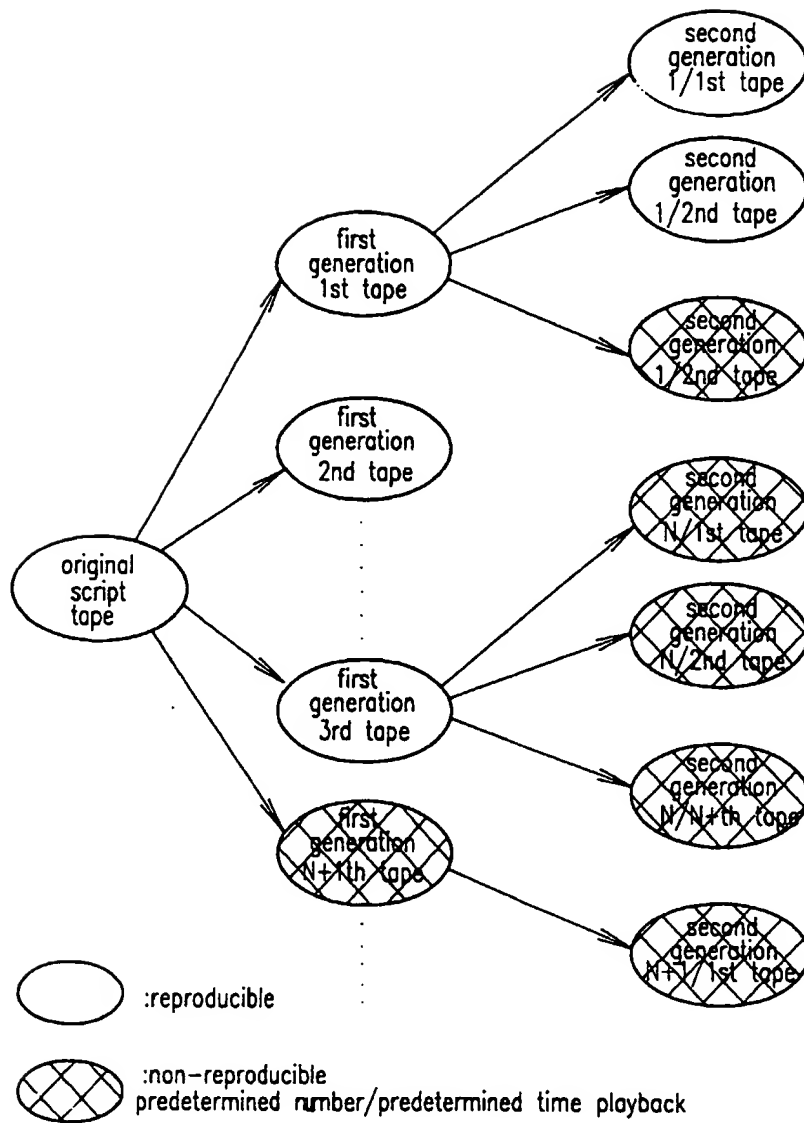 second
generation
1/1st tape
second
generation
1/2nd tape
first
generation
1st tape
second
generation
1/2nd tape
first
generation
2nd tape
second
generation
N/1st tape
original
script
tape
second
generation
N/2nd tape
first
generation
3rd tape
second
generation
N/N+th tape
first
generation
N+1th tape
second
generation
N+1/1st tape
:reproducible
:non-reproducible
predetermined number/predetermined time playback